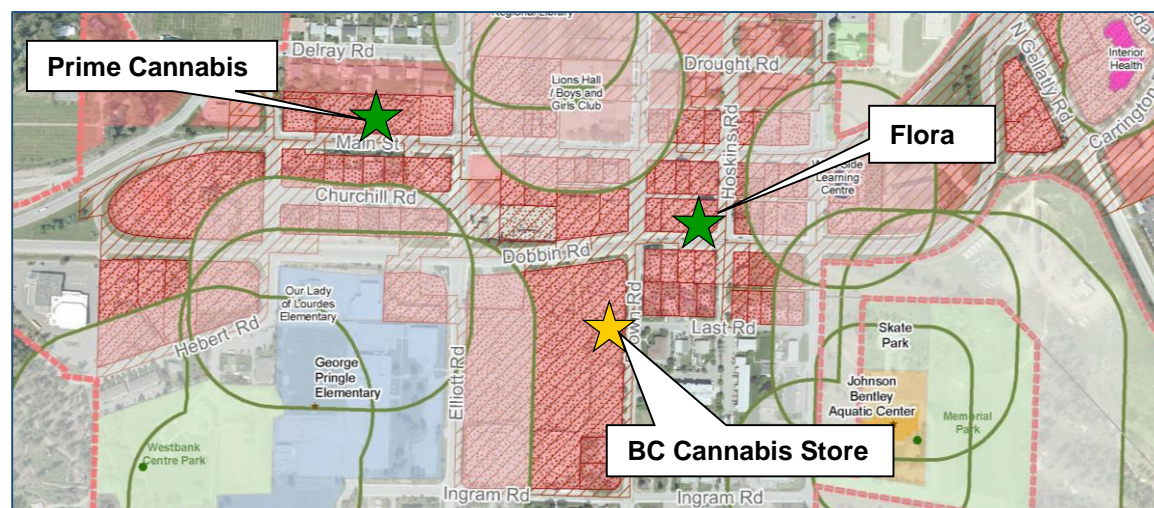 Regional Library
Delray Rd
Prime Cannabis
Drought Rd
N Gellatly Rd
Interior
Health
Lions Hall
/ Boys and
Girls Club
Carrington
Main St
Hoskins Rd
Flora
Side
Learning
Centre
Churchill Rd
Dobbin Rd
Our Lady
of Lourdes
Elementary
Hebert Rd
Last Rd
Skate
Park
George
Pringle
Elementary
Elliott Rd
Johnson
Bentley
Aquatic Center
Memorial
Park
BC Cannabis Store
Westbank
Centre Park
Ingram Rd
Ingram Rd